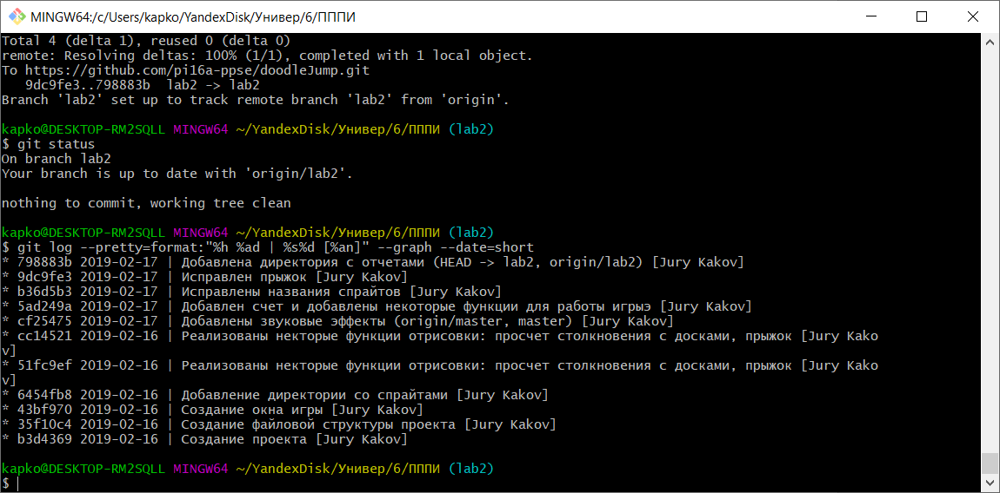 MINGW64:/c/Users/kapko/YandexDisk/Универ/6/ПППИ
Total 4 (delta 1), reused 0 (delta 0)
remote: Resolving deltas: 100% (1/1), completed with 1 local object.
To https://github.com/pi16a-ppse/doodleJump.git
   9dc9fe3..798883b  lab2 -> lab2
Branch 'lab2' set up to track remote branch 'lab2' from 'origin'.
kapko@DESKTOP-RM2SQLL MINGW64 ~/YandexDisk/Универ/6/ПППИ (lab2)
$ git status
On branch lab2
Your branch is up to date with 'origin/lab2'.
nothing to commit, working tree clean
kapko@DESKTOP-RM2SQLL MINGW64 ~/YandexDisk/Универ/6/ПППИ (lab2)
$ git log --pretty=format:"%h %ad | %s%d [%an]" --graph --date=short
* 798883b 2019-02-17 | Добавлена директория с отчетами (HEAD -> lab2, origin/lab2) [Jury Kakov]
* 9dc9fe3 2019-02-17 | Исправлен прыжок [Jury Kakov]
* b36d5b3 2019-02-17 | Исправлены названия спрайтов [Jury Kakov]
* 5ad249a 2019-02-17 | Добавлен счет и добавлены некоторые функции для работы игрыэ [Jury Kakov]
* cf25475 2019-02-17 | Добавлены звуковые эффекты (origin/master, master) [Jury Kakov]
* cc14521 2019-02-16 | Реализованы некторые функции отрисовки: просчет столкновения с досками, прыжок [Jury Kako
v]
* 51fc9ef 2019-02-16 | Реализованы некторые функции отрисовки: просчет столкновения с досками, прыжок [Jury Kako
v]
* 6454fb8 2019-02-16 | Добавление директории со спрайтами [Jury Kakov]
* 43bf970 2019-02-16 | Создание окна игры [Jury Kakov]
* 35f10c4 2019-02-16 | Создание файловой структуры проекта [Jury Kakov]
* b3d4369 2019-02-16 | Создание проекта [Jury Kakov]
kapko@DESKTOP-RM2SQLL MINGW64 ~/YandexDisk/Универ/6/ПППИ (lab2)
$